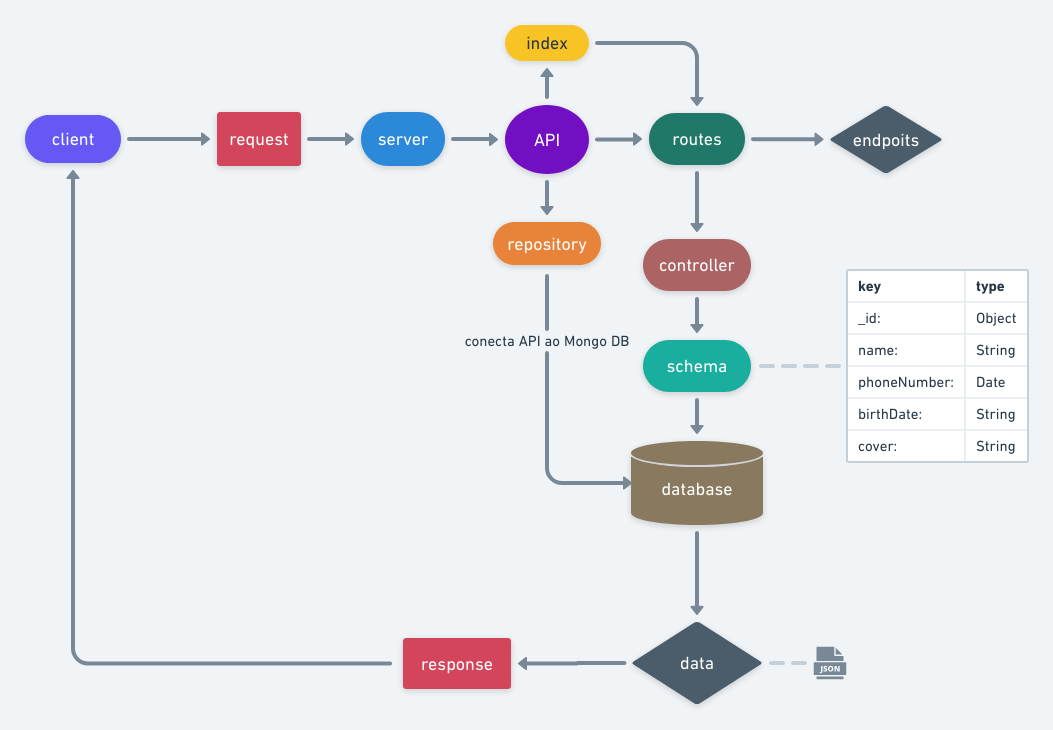 index
client
request
server
API
routes
endpoits
repository
controller
conecta API ao Mongo DB
schema
key type
_id: Object
name: String
phoneNumber: Date
birthDate: String
cover: String
database
response
data
JSON